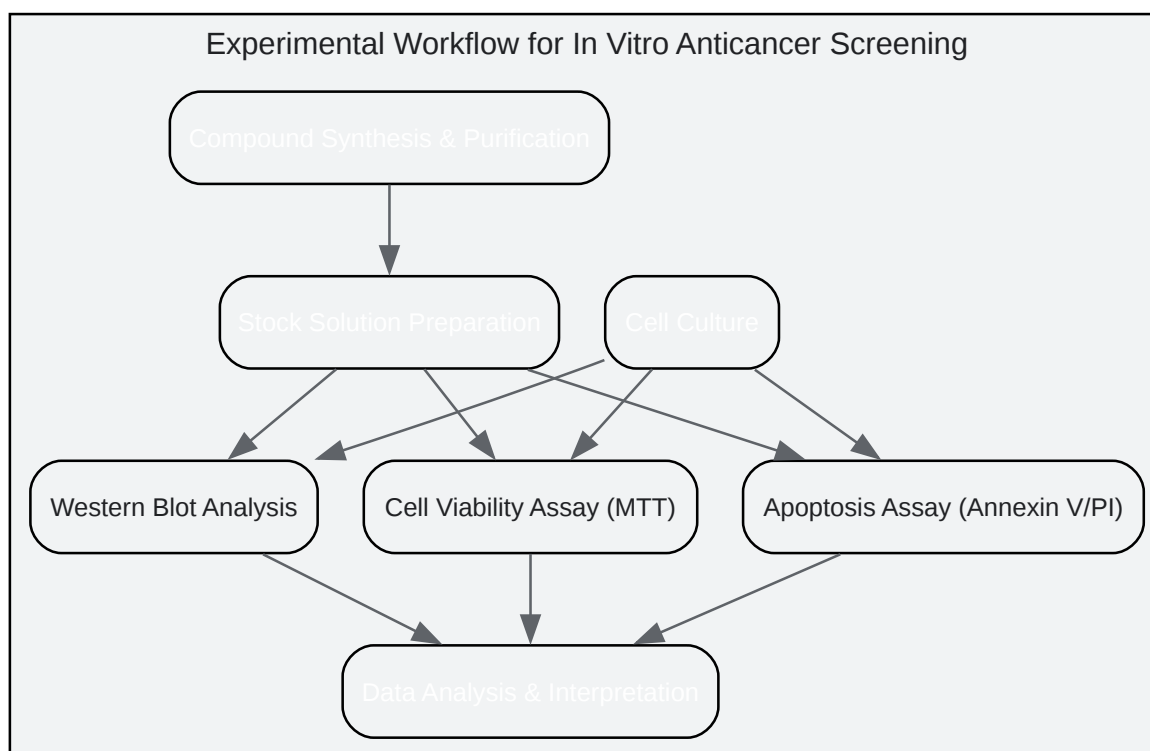 Experimental Workflow for In Vitro Anticancer Screening
Compound Synthesis & Purification
Stock Solution Preparation
Cell Culture
Western Blot Analysis
Cell Viability Assay (MTT)
Apoptosis Assay (Annexin V/PI)
Data Analysis & Interpretation